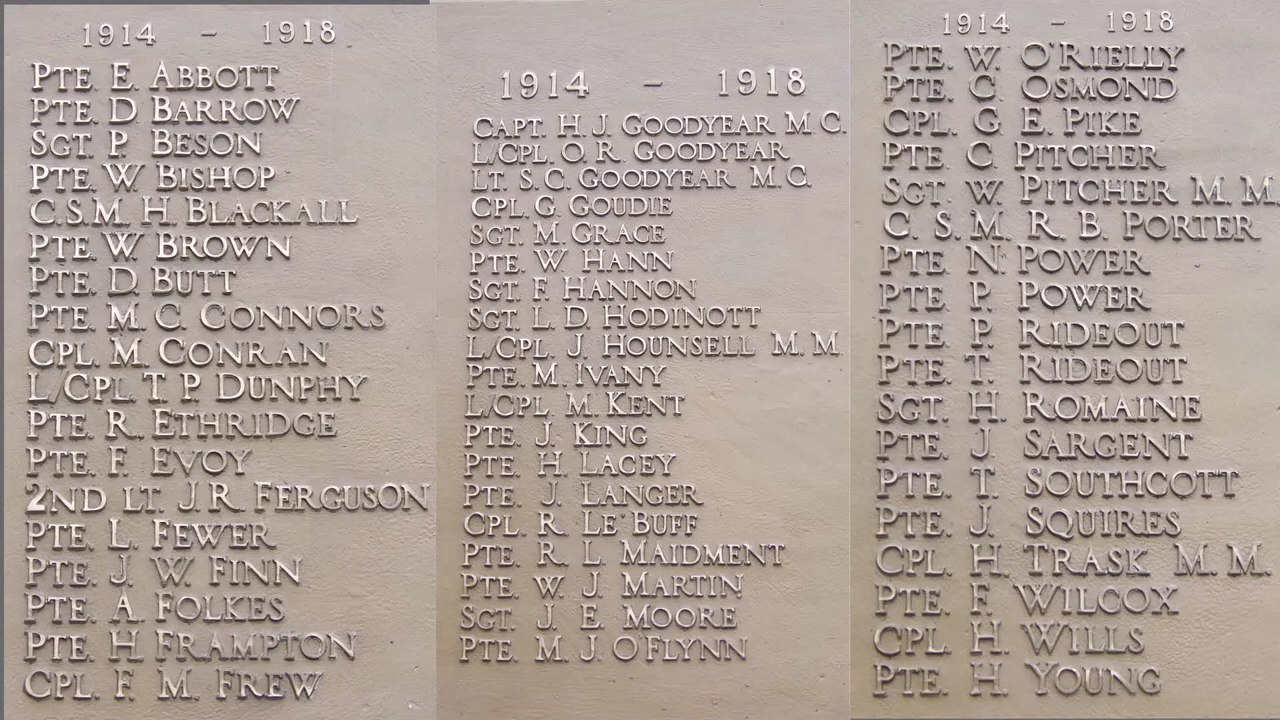 1914 - 1918
PTE. E. ABBOTT
PTE. D. BARROW
SGT. P. BESON
PTE. W. BISHOP
C.S.M. H. BLACKALL
PTE. W. BROWN
PTE. D. BUTT
PTE. M. C. CONNORS
CPL. M. CONRAN
L/CPL. T. P. DUNPHY
PTE. R. ETHRIDGE
PTE. F. EVOY
2ND LT. J. R. FERGUSON
PTE. L. FEWER
PTE. J. W. FINN
PTE. A. FOLKES
PTE. H. FRAMPTON
CPL. F. M. FREW
1914 - 1918
CAPT. H. J. GOODYEAR M. C.
L/CPL. O. R. GOODYEAR
LT. S. C. GOODYEAR M. C.
CPL. G. GOUDIE
SGT. M. GRACE
PTE. W. HANN
SGT. F. HANNON
SGT. L. D. HODINOTT
L/CPL. J. HOUNSELL M. M.
PTE. M. IVANY
L/CPL. M. KENT
PTE. J. KING
PTE. H. LACEY
PTE. J. LANGER
CPL. R. LE'BUFF
PTE. R. L. MAIDMENT
PTE. W. J. MARTIN
SGT. J. E. MOORE
PTE. M. J. O'FLYNN
1914 - 1918
PTE. W. O'RIELLY
PTE. C. OSMOND
CPL. G. E. PIKE
PTE. C. PITCHER
SGT. W. PITCHER M. M.
C. S. M. R. B. PORTER
PTE. N. POWER
PTE. P. POWER
PTE. P. RIDEOUT
PTE. T. RIDEOUT
SGT. H. ROMAINE
PTE. J. SARGENT
PTE. T. SOUTHCOTT
PTE. J. SQUIRES
CPL. H. TRASK M. M.
PTE. F. WILCOX
CPL. H. WILLS
PTE. H. YOUNG